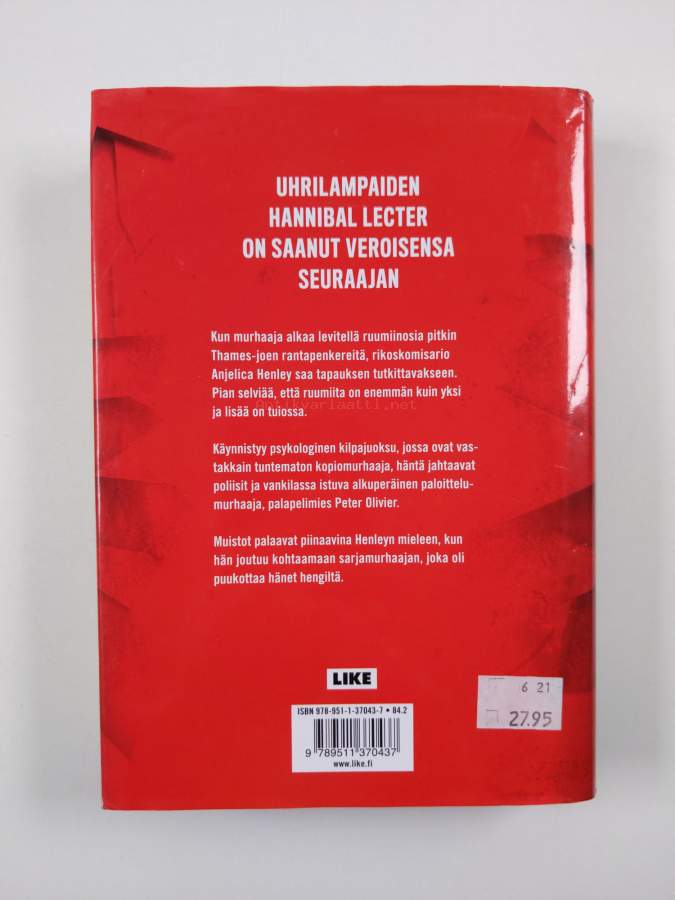 UHRILAMPAIDEN
HANNIBAL LECTER
ON SAANUT VEROISENSA
SEURAAJAN
Kun murhaaja alkaa levitellä ruumiinosia pitkin
Thames-joen rantapenkereitä, rikoskomisario
Anjelica Henley saa tapauksen tutkittavakseen.
Pian selviää, että ruumiita on enemmän kuin yksi
ja lisää on tulossa.
Antikvariaatti.net
Käynnistyy psykologinen kilpajuoksu, jossa ovat vas-
takkain tuntematon kopiomurhaaja, häntä jahtaavat
poliisit ja vankilassa istuva alkuperäinen paloittelu-
murhaaja, palapelimies Peter Olivier.
Muistot palaavat piinaavina Henleyn mieleen, kun
hän joutuu kohtaamaan sarjamurhaajan, joka oli
puukottaa hänet hengiltä.
LIKE
ISBN 978-951-1-37043-7 • 84.2
9 789511 370437
www.like.fi
6 21
27.95